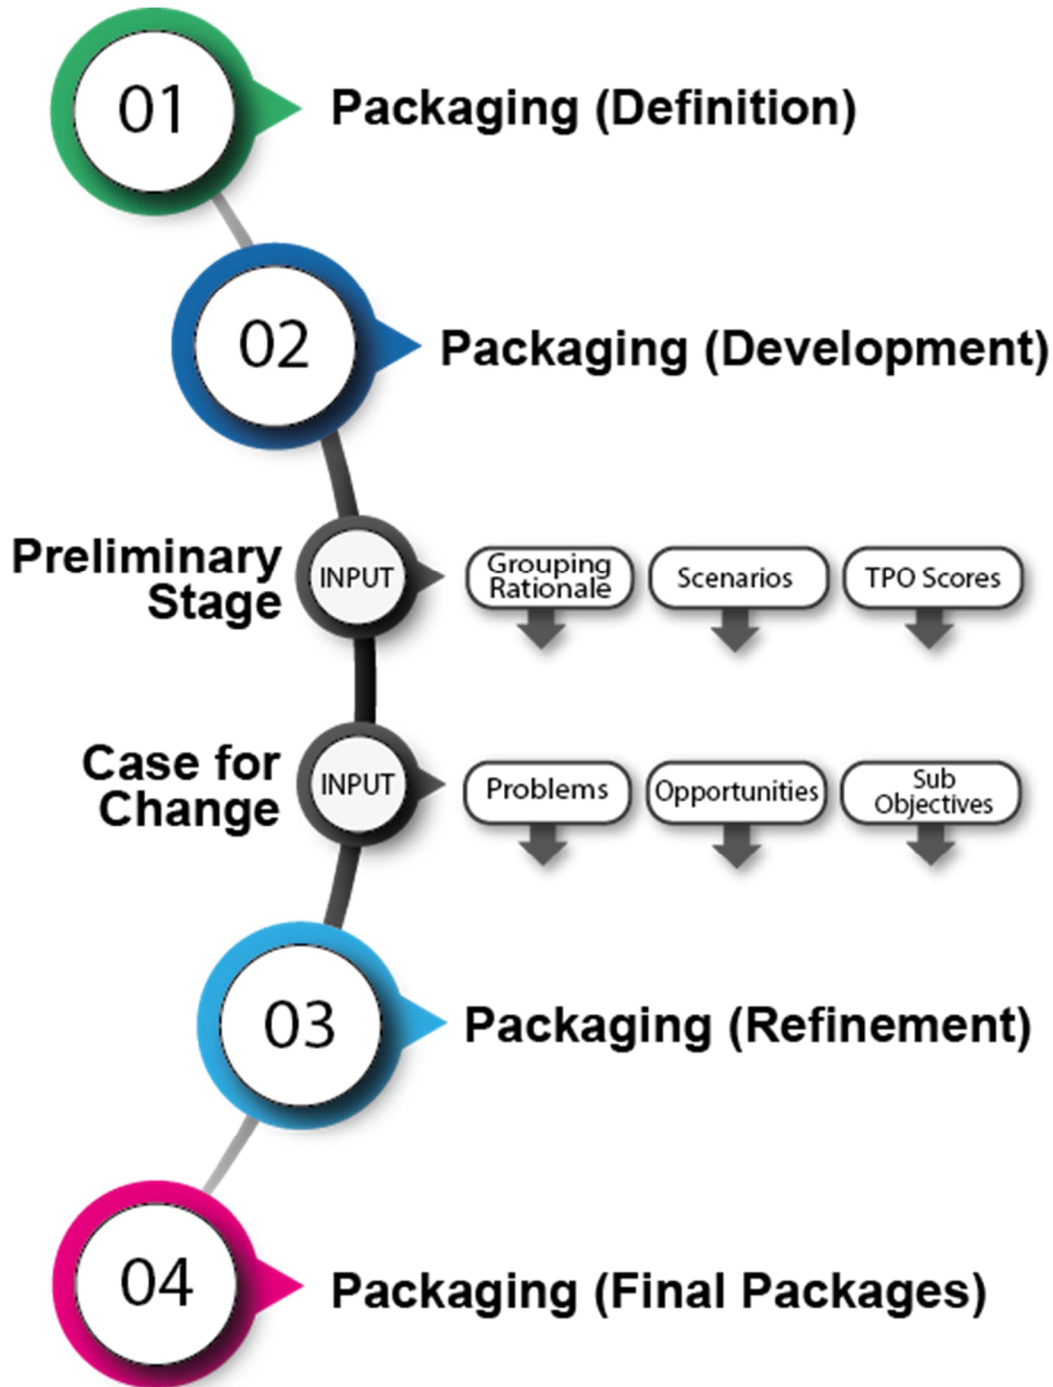 01
Packaging (Definition)
02
Packaging (Development)
Preliminary
Stage
INPUT
Grouping
Rationale
Scenarios
TPO Scores
Case for
Change
INPUT
Problems
Opportunities
Sub
Objectives
03
Packaging (Refinement)
04
Packaging (Final Packages)